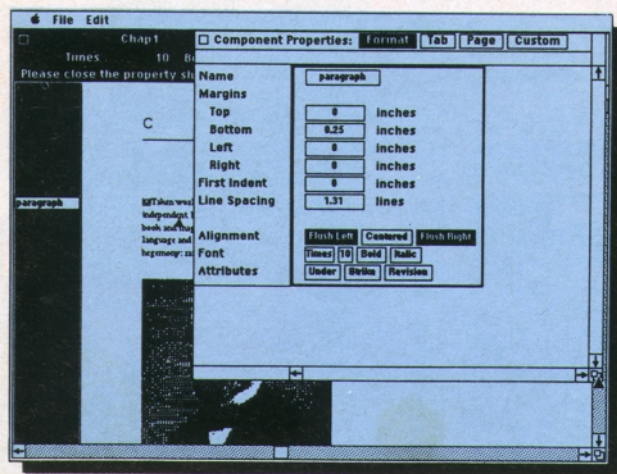 File Edit
Chap1
Component Properties: Format Tab Page Custom
Times 10
Please close the property sh
Name paragraph
Margins
Top 0 inches
Bottom 0.25 inches
Left 0 inches
Right 0 inches
First Indent 0 inches
Line Spacing 1.31 lines
Alignment Flush Left Centered Flush Right
Font Times 10 Bold Italic
Attributes Under Strike Revision
C
paragraph
independent
book and
language and
hegemony: